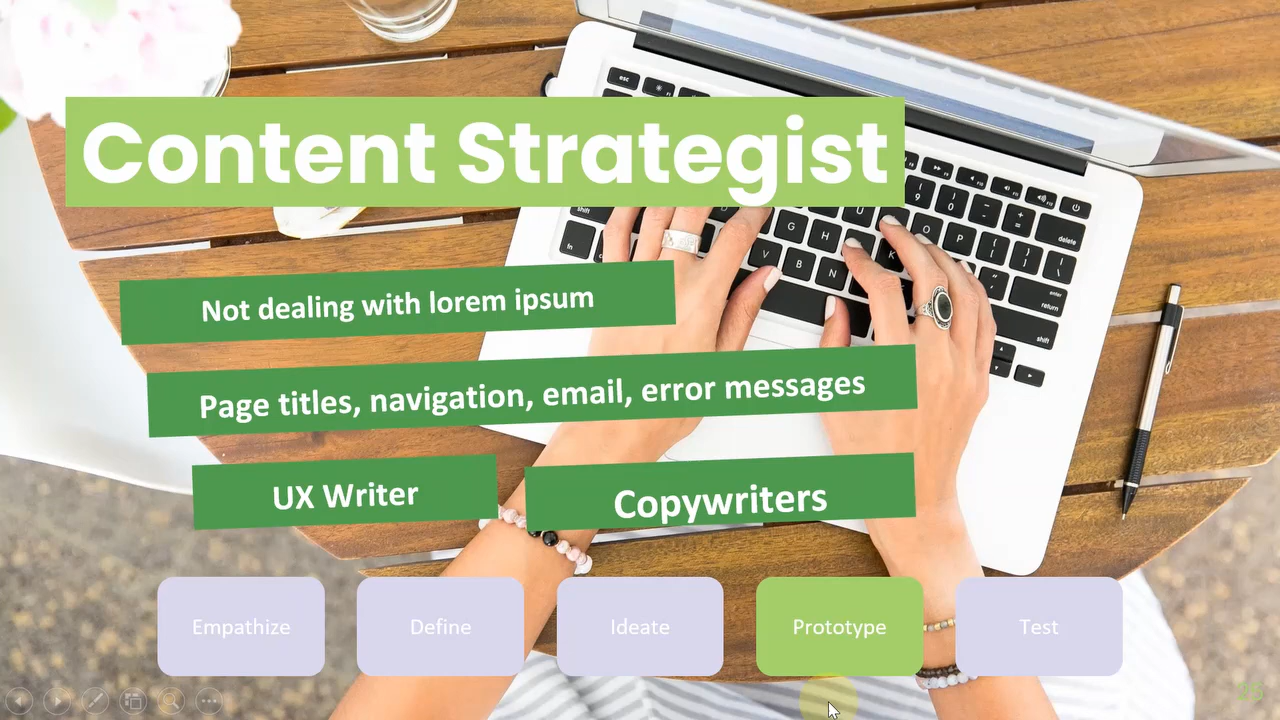 Content Strategist
Not dealing with lorem ipsum
Page titles, navigation, email, error messages
UX Writer
Copywriters
Empathize
Define
Ideate
Prototype
Test